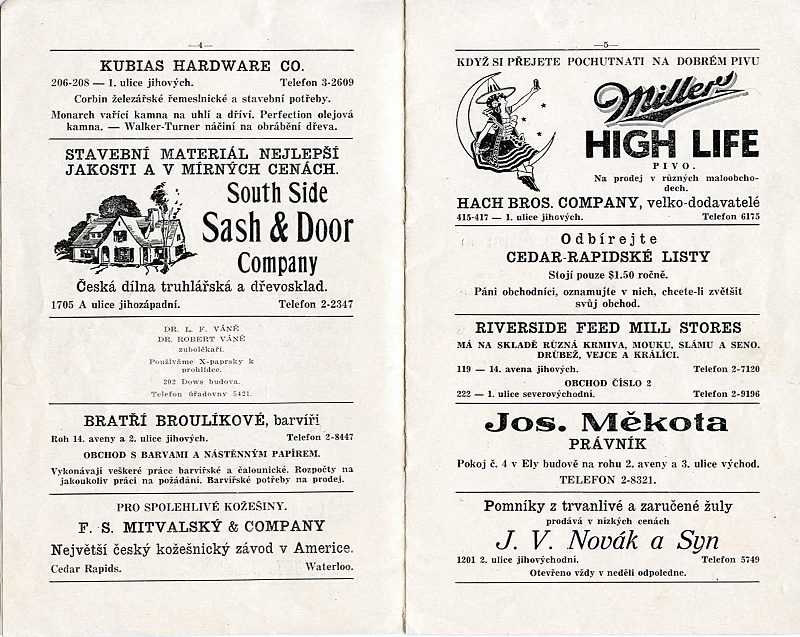 —4—
KUBIAS HARDWARE CO.
206-208 — 1. ulice jihových. Telefon 3-2609
Corbin železářské řemeslnické a stavební potřeby.
Monarch vařící kamna na uhlí a dříví. Perfection olejová
kamna. — Walker-Turner náčiní na obrábění dřeva.
STAVEBNÍ MATERIÁL NEJLEPŠÍ
JAKOSTI A V MÍRNÝCH CENÁCH.
South Side
Sash & Door
Company
Česká dílna truhlářská a dřevosklad.
1705 A ulice jihozápadní. Telefon 2-2347
DR. L. F. VÁNĚ
DR. ROBERT VÁNĚ
zubolékaři.
Používáme X-paprsky k
prohlídce.
202 Dows budova.
Telefon úřadovny 5421.
BRATŘÍ BROULÍKOVÉ, barvíři
Roh 14. aveny a 2. ulice jihových. Telefon 2-8447
OBCHOD S BARVAMI A NÁSTĚNNÝM PAPÍREM.
Vykonávají veškeré práce barvířské a čalounické. Rozpočty na
jakoukoliv práci na požádání. Barvířské potřeby na prodej.
PRO SPOLEHLIVÉ KOŽEŠINY.
F. S. MITVALSKÝ & COMPANY
Největší český kožešnický závod v Americe.
Cedar Rapids. Waterloo.
—5—
KDYŽ SI PŘEJETE POCHUTNATI NA DOBRÉM PIVU
Miller
HIGH LIFE
PIVO.
Na prodej v různých maloobcho-
dech.
HACH BROS. COMPANY, velko-dodavatelé
415-417 — 1. ulice jihových. Telefon 6175
Odbírejte
CEDAR-RAPIDSKÉ LISTY
Stojí pouze $1.50 ročně.
Páni obchodníci, oznamujte v nich, chcete-li zvětšit
svůj obchod.
RIVERSIDE FEED MILL STORES
MÁ NA SKLADĚ RŮZNÁ KRMIVA, MOUKU, SLÁMU A SENO.
DRŮBEŽ, VEJCE A KRÁLÍCI.
119 — 14. avena jihových. Telefon 2-7120
OBCHOD ČÍSLO 2
222 — 1. ulice severovýchodní. Telefon 2-9196
Jos. Měkota
PRÁVNÍK
Pokoj č. 4 v Ely budově na rohu 2. aveny a 3. ulice východ.
TELEFON 2-8321.
Pomníky z trvanlivé a zaručené žuly
prodává v nízkých cenách
J. V. Novák a Syn
1201 2. ulice jihovýchodní. Telefon 5749
Otevřeno vždy v neděli odpoledne.